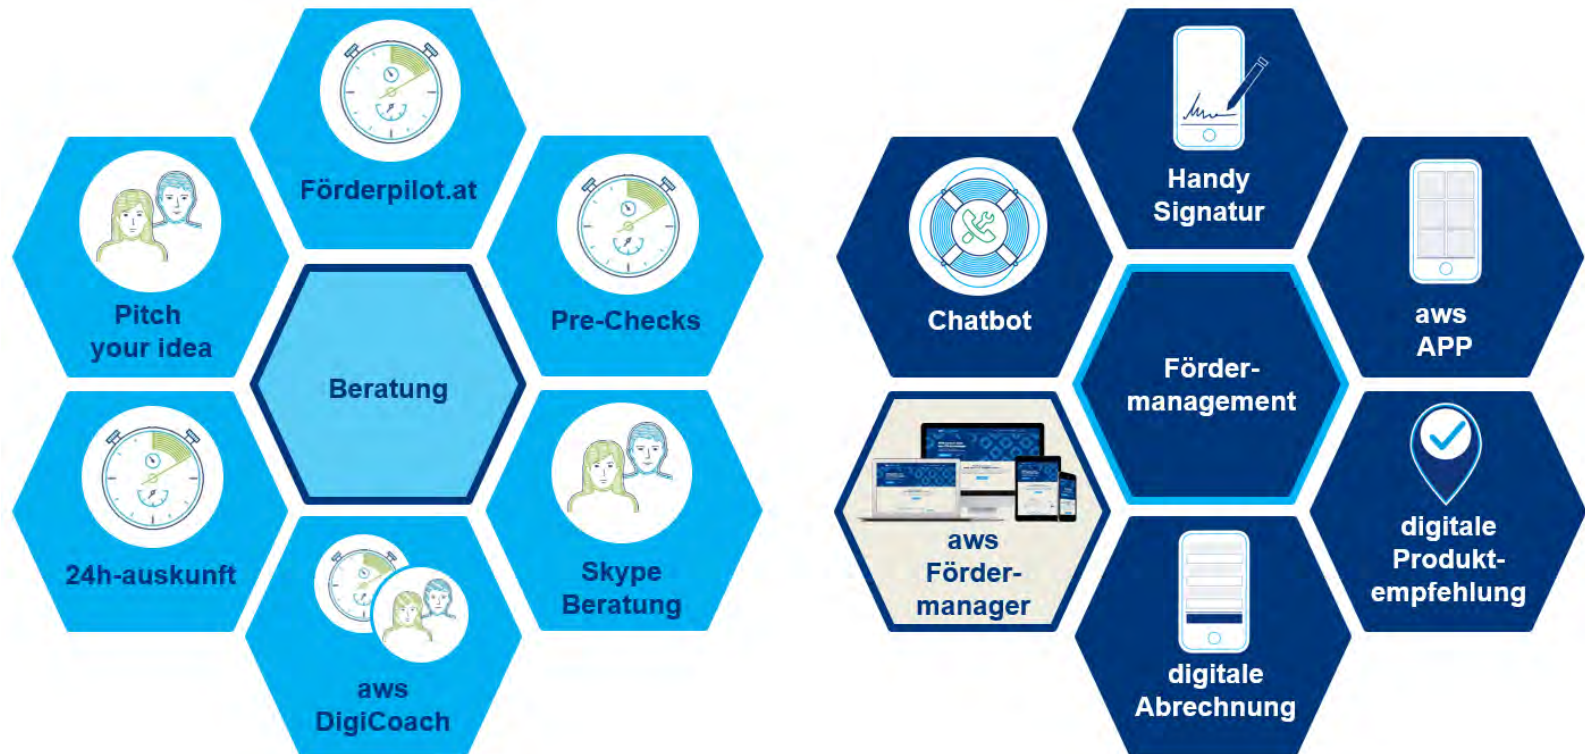 Förderpilot.at
Pitch
your idea
Pre-Checks
Beratung
24h-auskunft
Skype
Beratung
aws
DigiCoach
Handy
Signatur
Chatbot
aws
APP
Förder-
management
aws
Förder-
manager
digitale
Produkt-
empfehlung
digitale
Abrechnung